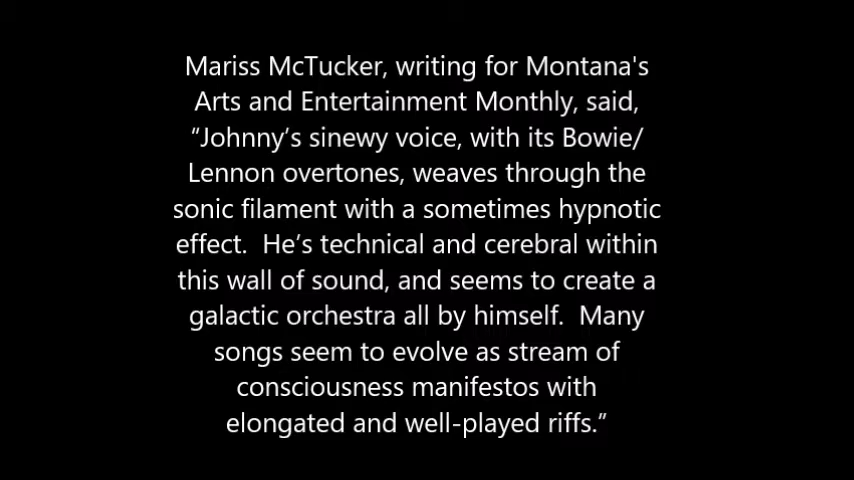 Mariss McTucker, writing for Montana's
Arts and Entertainment Monthly, said,
“Johnny’s sinewy voice, with its Bowie/
Lennon overtones, weaves through the
sonic filament with a sometimes hypnotic
effect.  He’s technical and cerebral within
this wall of sound, and seems to create a
galactic orchestra all by himself.  Many
songs seem to evolve as stream of
consciousness manifestos with
elongated and well-played riffs.”